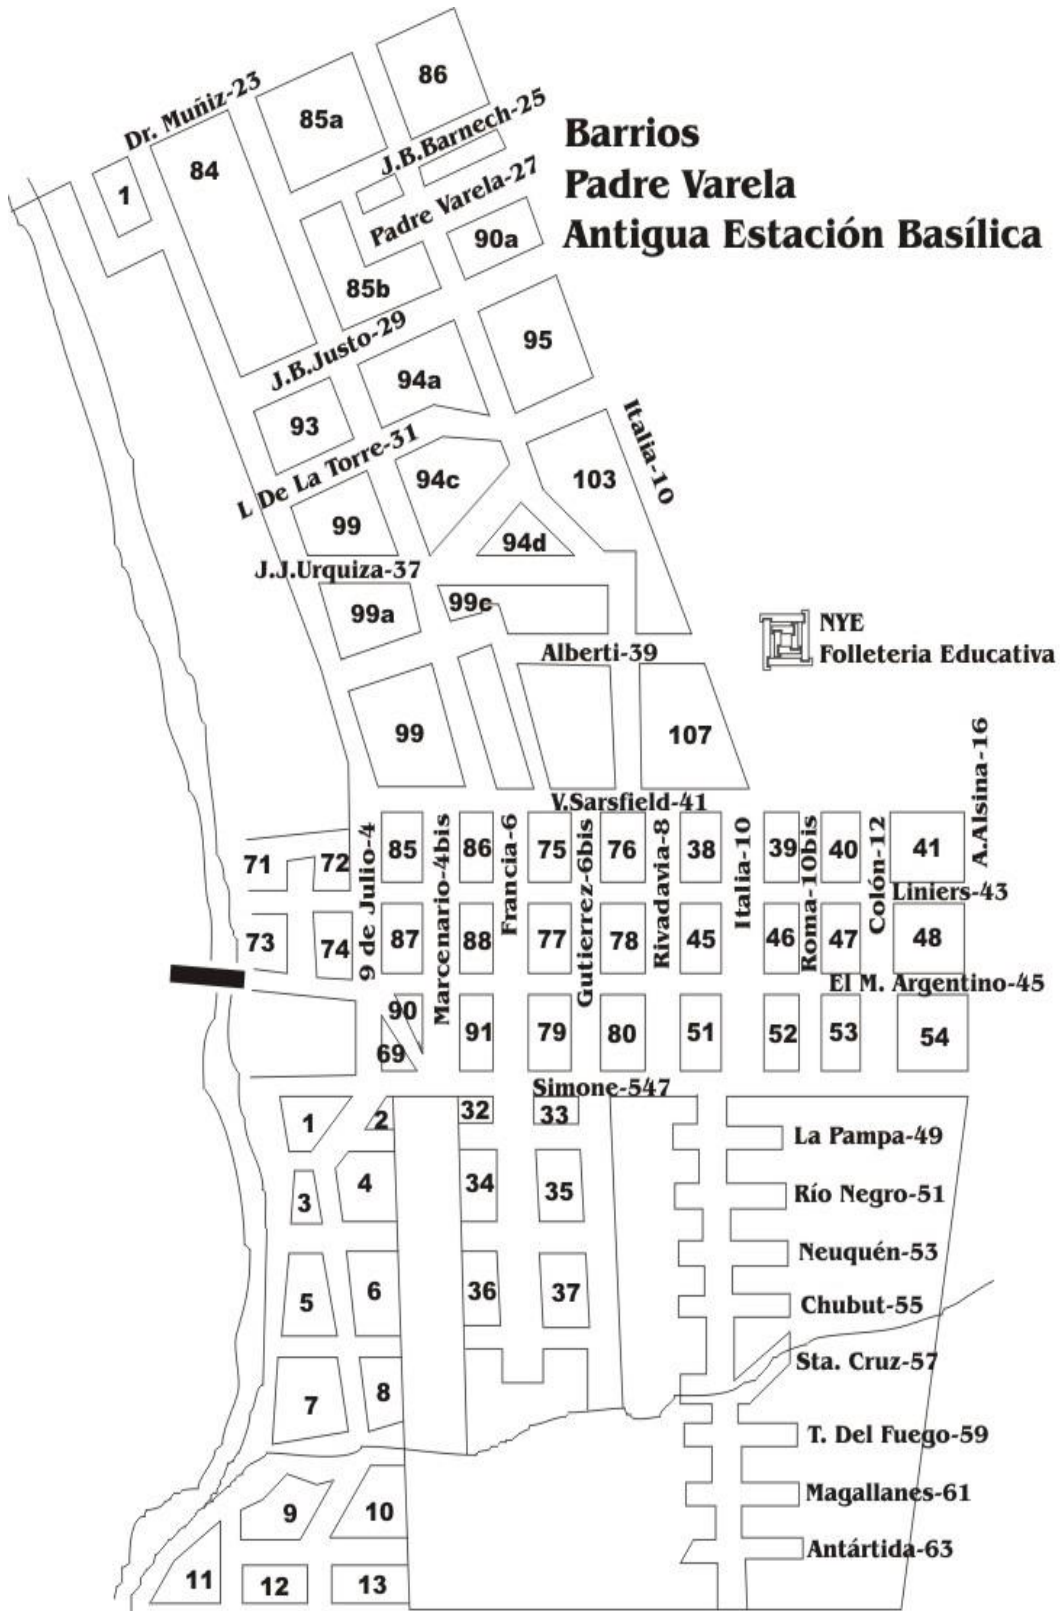 Barrios
Padre Varela
Antigua Estación Basílica
86
Dr. Muñiz-23
85a
J.B.Barnech-25
84
1
Padre Varela-27
90a
85b
J.B.Justo-29
95
94a
93
Italia-10
L De La Torre-31
94c
103
99
94d
J.J.Urquiza-37
99a
99c
NYE
Folleteria Educativa
Alberti-39
99
107
A.Alsina-16
V.Sarsfield-41
9 de Julio-4
Marcenario-4bis
Francia-6
Gutierrez-6bis
Rivadavia-8
Italia-10
Roma-10bis
Colón-12
71
72
85
86
75
76
38
39
40
41
Liniers-43
73
74
87
88
77
78
45
46
47
48
El M. Argentino-45
90
69
91
79
80
51
52
53
54
Simone-547
1
2
32
33
La Pampa-49
3
4
34
35
Río Negro-51
Neuquén-53
5
6
36
37
Chubut-55
Sta. Cruz-57
7
8
T. Del Fuego-59
Magallanes-61
9
10
Antártida-63
11
12
13